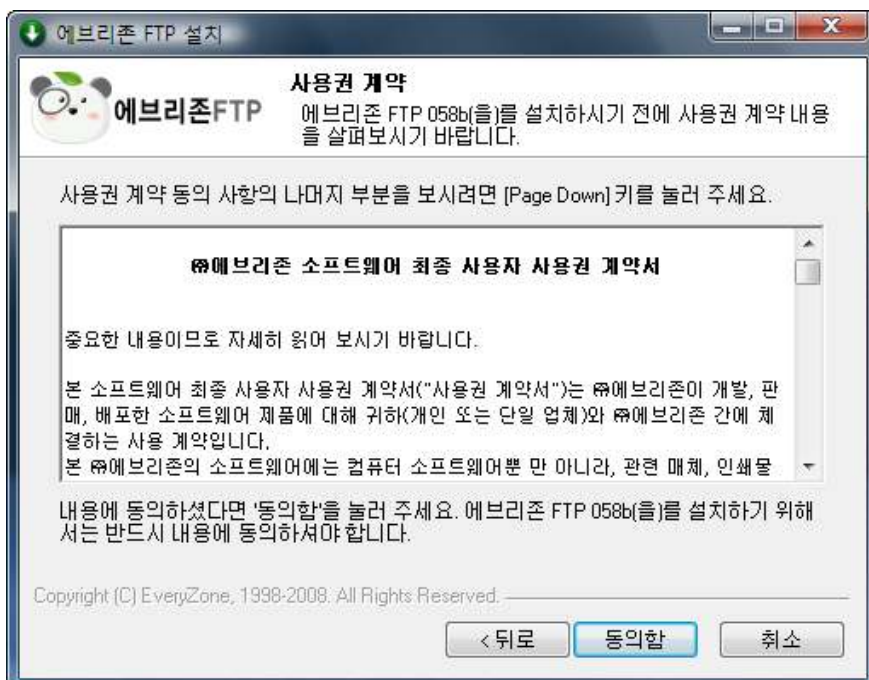 에브리존 FTP 설치
에브리존FTP
사용권 계약
에브리존 FTP 058b(을)를 설치하시기 전에 사용권 계약 내용
을 살펴보시기 바랍니다.
사용권 계약 동의 사항의 나머지 부분을 보시려면 [Page Down] 키를 눌러 주세요.
㈜에브리존 소프트웨어 최종 사용자 사용권 계약서
중요한 내용이므로 자세히 읽어 보시기 바랍니다.
본 소프트웨어 최종 사용자 사용권 계약서("사용권 계약서")는 ㈜에브리존이 개발, 판
매, 배포한 소프트웨어 제품에 대해 귀하(개인 또는 단일 업체)와 ㈜에브리존 간에 체
결하는 사용 계약입니다.
본 ㈜에브리존의 소프트웨어에는 컴퓨터 소프트웨어뿐 만 아니라, 관련 매체, 인쇄물
내용에 동의하셨다면 '동의함'을 눌러 주세요. 에브리존 FTP 058b(을)를 설치하기 위해
서는 반드시 내용에 동의하셔야 합니다.
Copyright (C) EveryZone, 1998-2008. All Rights Reserved.
< 뒤로
동의함
취소